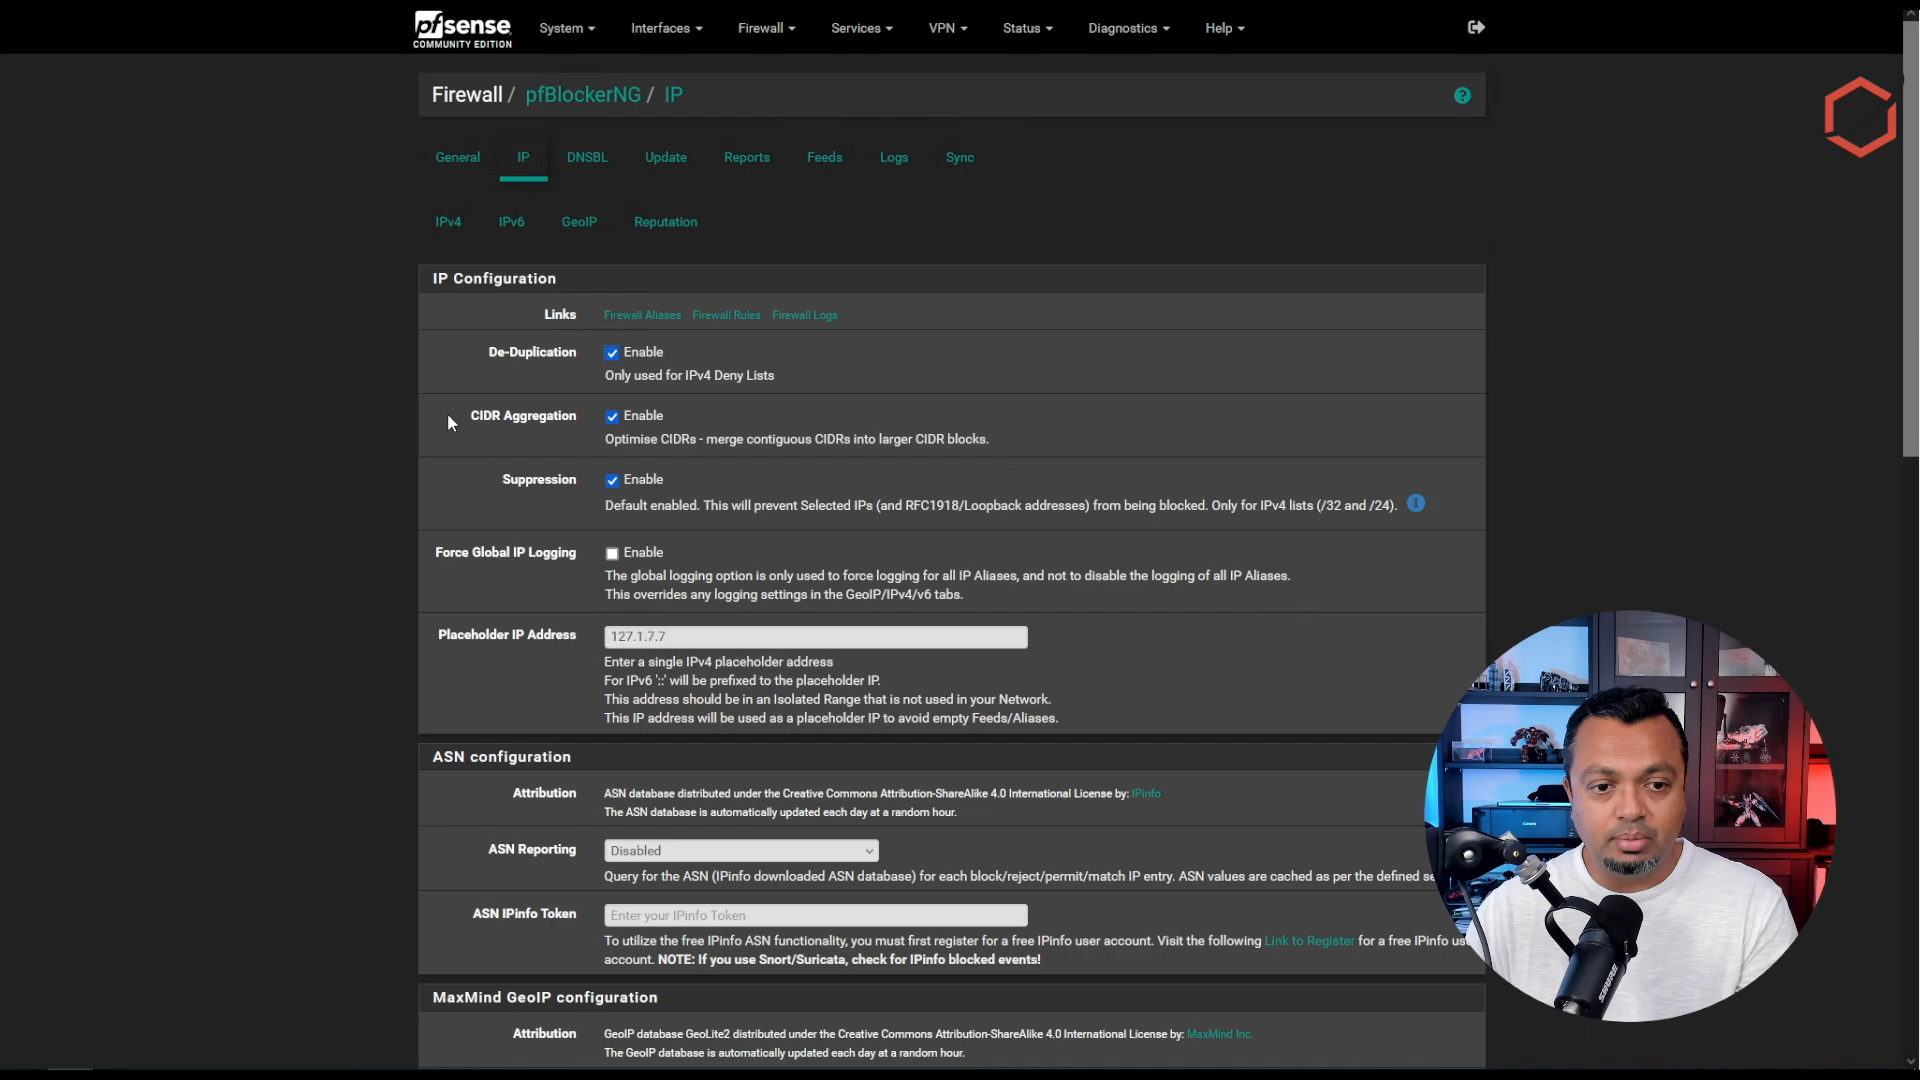 pfsense
COMMUNITY EDITION
System
Interfaces
Firewall
Services
VPN
Status
Diagnostics
Help
Firewall / pfBlockerNG / IP
General
IP
DNSBL
Update
Reports
Feeds
Logs
Sync
IPv4
IPv6
GeoIP
Reputation
IP Configuration
Links
Firewall Aliases Firewall Rules Firewall Logs
De-Duplication
Enable
Only used for IPv4 Deny Lists
CIDR Aggregation
Enable
Optimise CIDRs - merge contiguous CIDRs into larger CIDR blocks.
Suppression
Enable
Default enabled. This will prevent Selected IPs (and RFC1918/Loopback addresses) from being blocked. Only for IPv4 lists (/32 and /24).
Force Global IP Logging
Enable
The global logging option is only used to force logging for all IP Aliases, and not to disable the logging of all IP Aliases.
This overrides any logging settings in the GeoIP/IPv4/v6 tabs.
Placeholder IP Address
127.1.7.7
Enter a single IPv4 placeholder address
For IPv6 '::' will be prefixed to the placeholder IP.
This address should be in an Isolated Range that is not used in your Network.
This IP address will be used as a placeholder IP to avoid empty Feeds/Aliases.
ASN configuration
Attribution
ASN database distributed under the Creative Commons Attribution-ShareAlike 4.0 International License by: IPinfo
The ASN database is automatically updated each day at a random hour.
ASN Reporting
Disabled
Query for the ASN (IPinfo downloaded ASN database) for each block/reject/permit/match IP entry. ASN values are cached as per the defined se
ASN IPinfo Token
Enter your IPinfo Token
To utilize the free IPinfo ASN functionality, you must first register for a free IPinfo user account. Visit the following Link to Register for a free IPinfo us
account. NOTE: If you use Snort/Suricata, check for IPinfo blocked events!
MaxMind GeoIP configuration
Attribution
GeoIP database GeoLite2 distributed under the Creative Commons Attribution-ShareAlike 4.0 International License by: MaxMind Inc.
The GeoIP database is automatically updated each day at a random hour.
Canon
SHURE